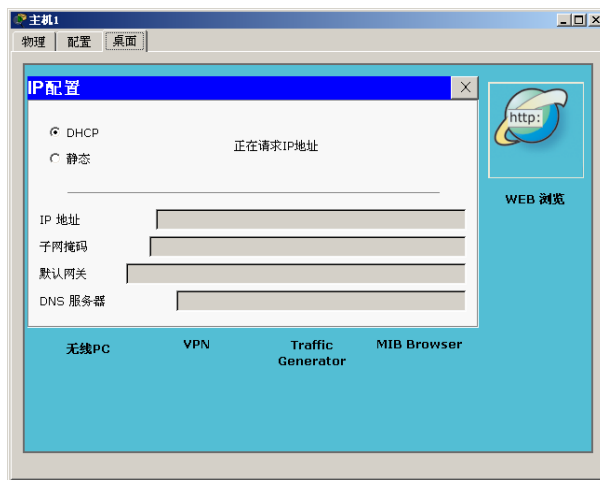 主机1
物理 配置 桌面
IP配置
DHCP
静态
正在请求IP地址
IP 地址
子网掩码
默认网关
DNS 服务器
http:
WEB 浏览
无线PC
VPN
Traffic
Generator
MIB Browser